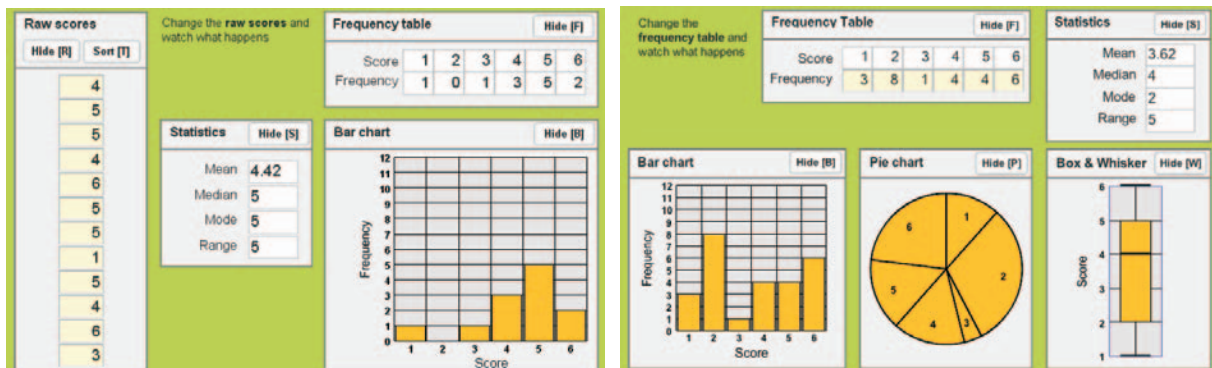 Raw scores
Hide [R] Sort [T]
4
5
5
4
6
5
5
1
5
4
6
3
Change the raw scores and
watch what happens
Frequency table Hide [F]
Score 1 2 3 4 5 6
Frequency 1 0 1 3 5 2
Statistics Hide [S]
Mean 4.42
Median 5
Mode 5
Range 5
Bar chart Hide [B]
12
11
10
9
8
7
6
5
4
3
2
1
0
Frequency
1 2 3 4 5 6
Score
Change the
frequency table and
watch what happens
Frequency Table Hide [F]
Score 1 2 3 4 5 6
Frequency 3 8 1 4 4 6
Statistics Hide [S]
Mean 3.62
Median 4
Mode 2
Range 5
Bar chart Hide [B]
12
11
10
9
8
7
6
5
4
3
2
1
0
Frequency
1 2 3 4 5 6
Score
Pie chart Hide [P]
1
2
3
4
5
6
Box & Whisker Hide [W]
6
5
4
3
2
1
Score